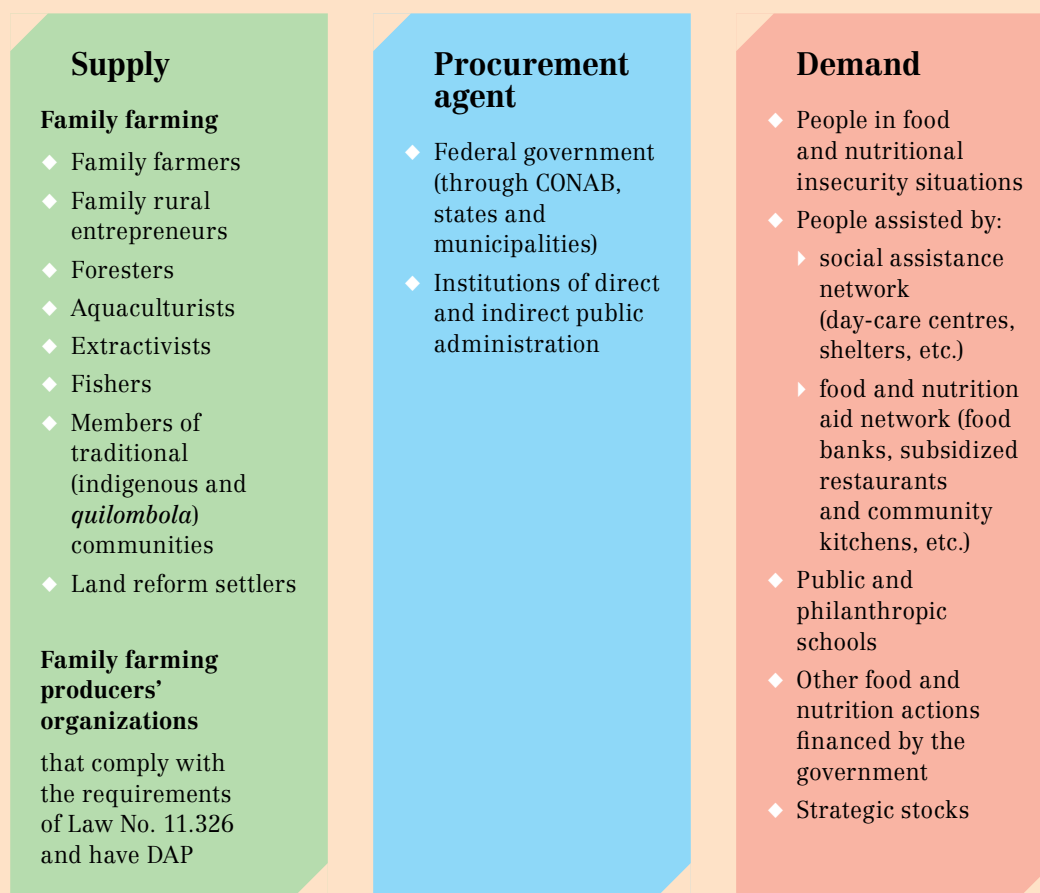 Supply
Family farming
Family farmers
Family rural
entrepreneurs
Foresters
Aquaculturists
Extractivists
Fishers
Members of
traditional
(indigenous and
quilombola)
communities
Land reform settlers
Family farming
producers’
organizations
that comply with
the requirements
of Law No. 11.326
and have DAP
Procurement
agent
Federal government
(through CONAB,
states and
municipalities)
Institutions of direct
and indirect public
administration
Demand
People in food
and nutritional
insecurity situations
People assisted by:
social assistance
network
(day-care centres,
shelters, etc.)
food and nutrition
aid network (food
banks, subsidized
restaurants
and community
kitchens, etc.)
Public and
philanthropic
schools
Other food and
nutrition actions
financed by the
government
Strategic stocks